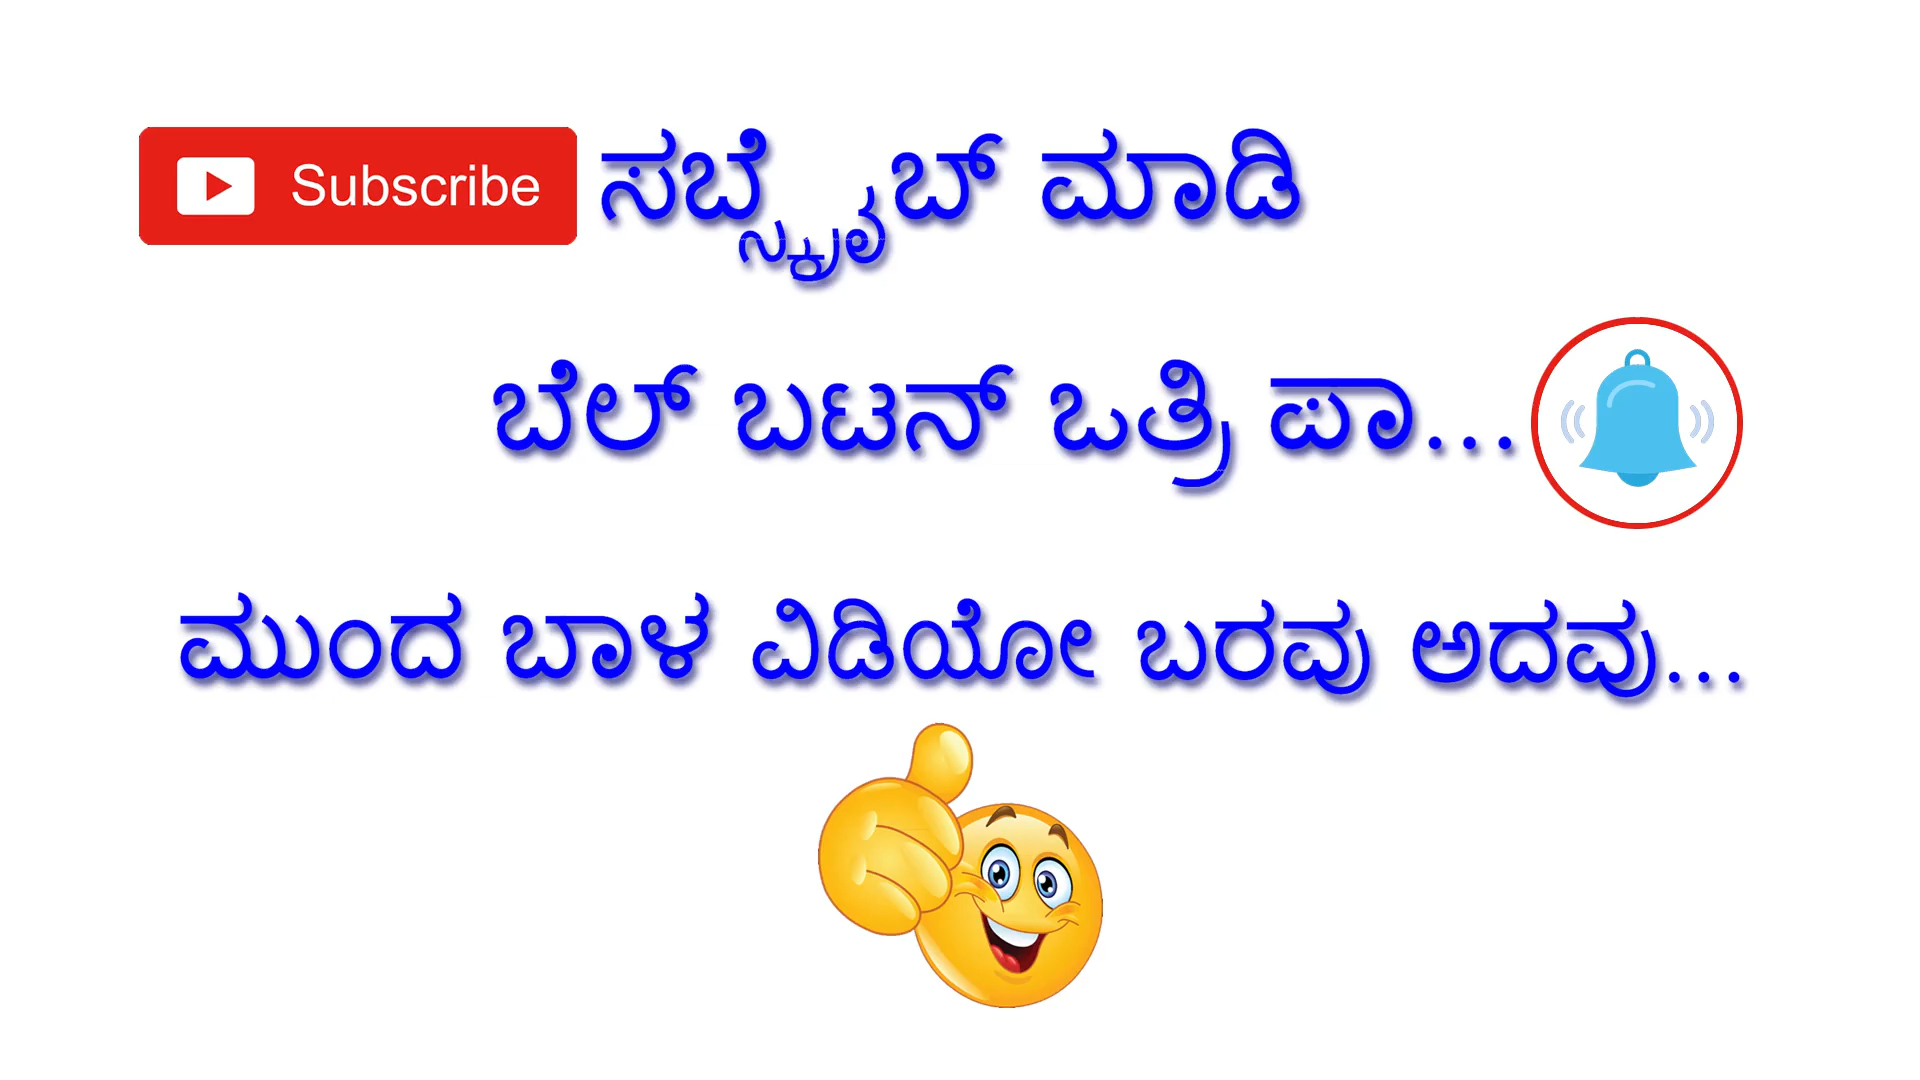 Subscribe ಸಬ್ಸ್ಕ್ರೈಬ್ ಮಾಡಿ
ಬೆಲ್ ಬಟನ್ ಒತ್ರಿ ಪಾ...
ಮುಂದ ಬಾಳ ವಿಡಿಯೋ ಬರವು ಅದವು...